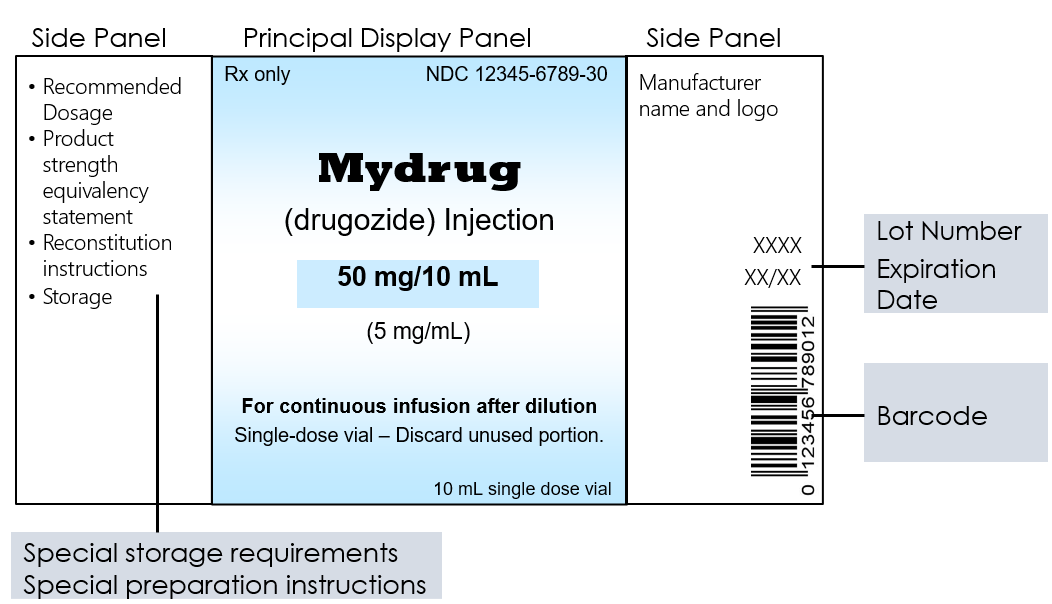 Side Panel
Principal Display Panel
Side Panel
• Recommended
Dosage
• Product
strength
equivalency
statement
• Reconstitution
instructions
• Storage
Rx only
NDC 12345-6789-30
Mydrug
(drugozide) Injection
50 mg/10 mL
(5 mg/mL)
For continuous infusion after dilution
Single-dose vial – Discard unused portion.
10 mL single dose vial
Manufacturer
name and logo
XXXX
XX/XX
0 123456 789012
Lot Number
Expiration
Date
Barcode
Special storage requirements
Special preparation instructions